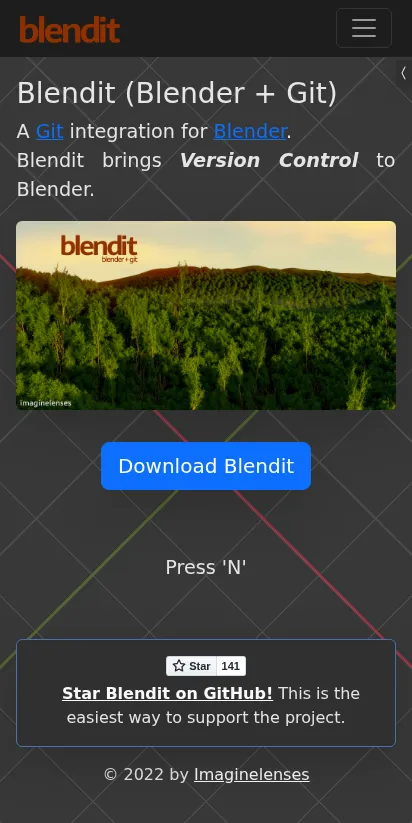 blendit
Blendit (Blender + Git)
A Git integration for Blender.
Blendit brings Version Control to
Blender.
blendit
blender + git
imaginelenses
Download Blendit
Press 'N'
Star 141
Star Blendit on GitHub! This is the
easiest way to support the project.
© 2022 by Imaginelenses